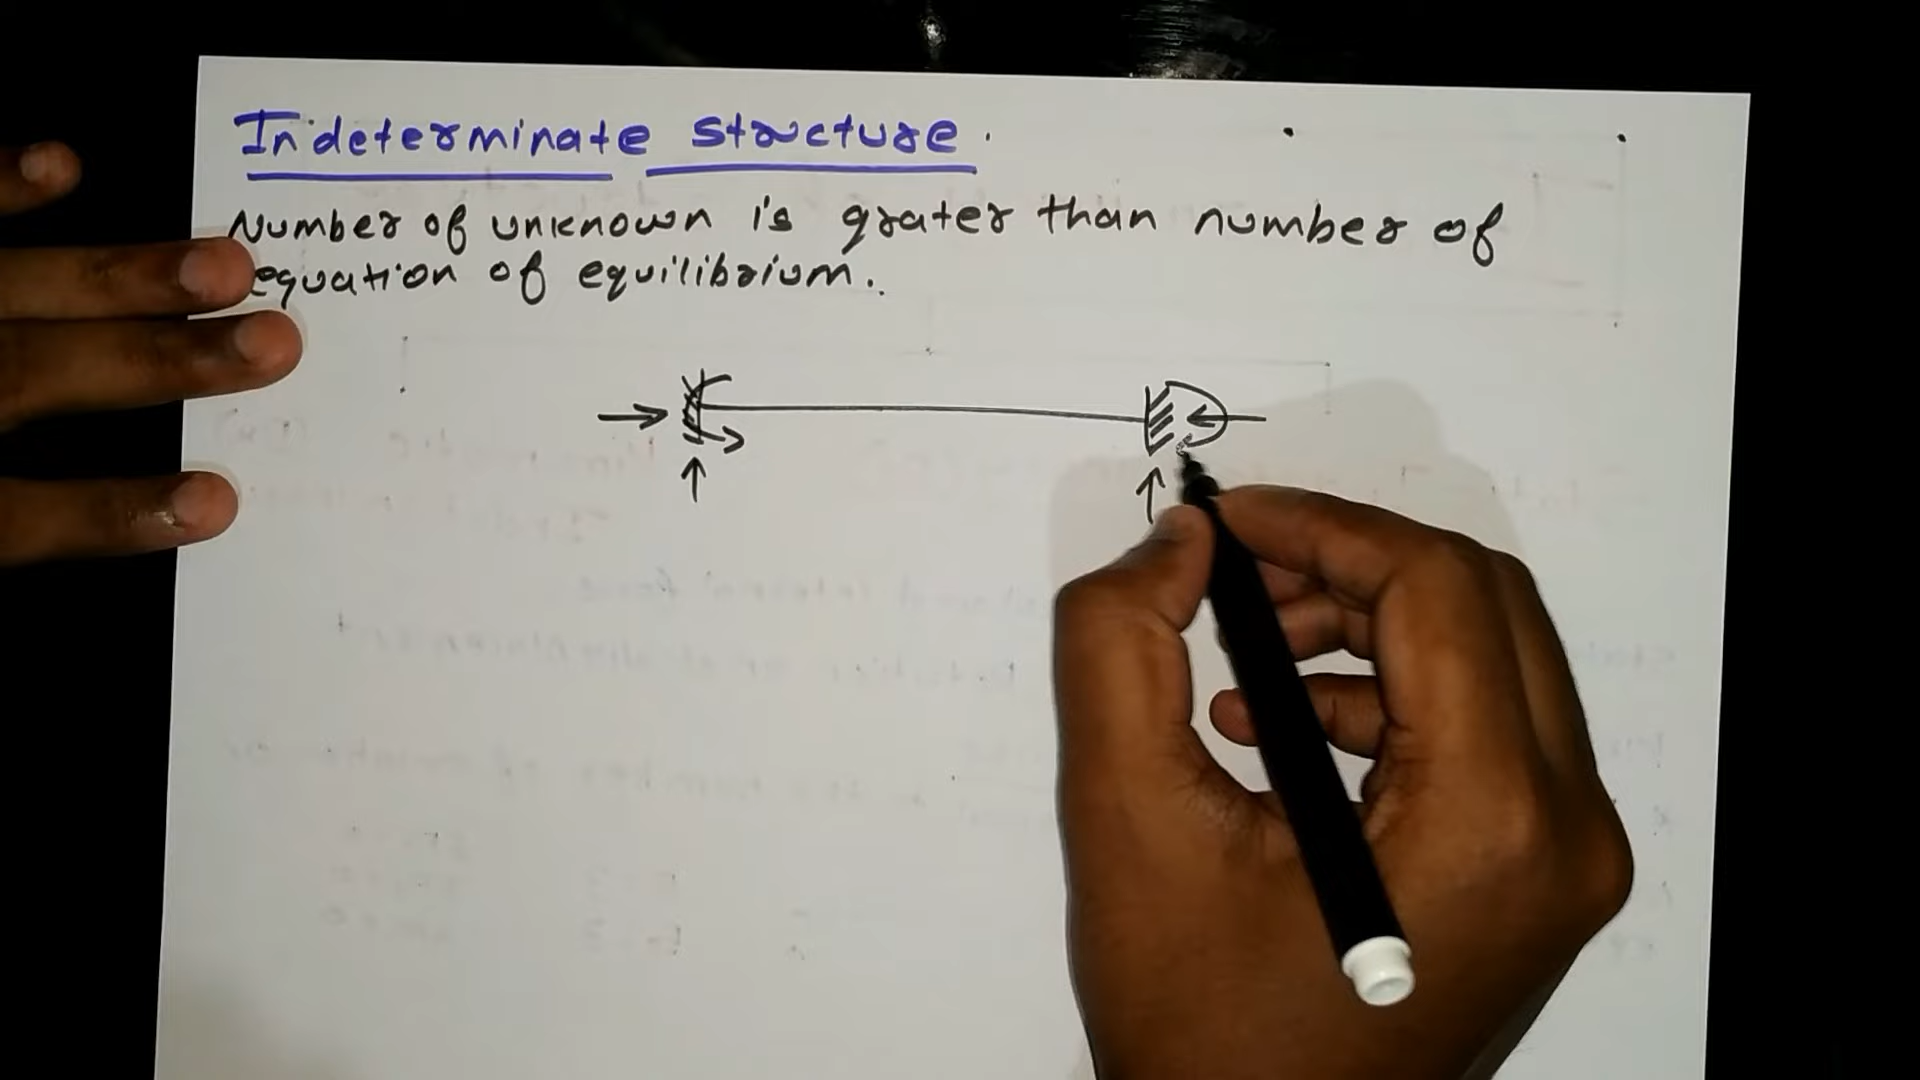 Indeterminate structure.
Number of unknown is grater than number of
equation of equilibrium.